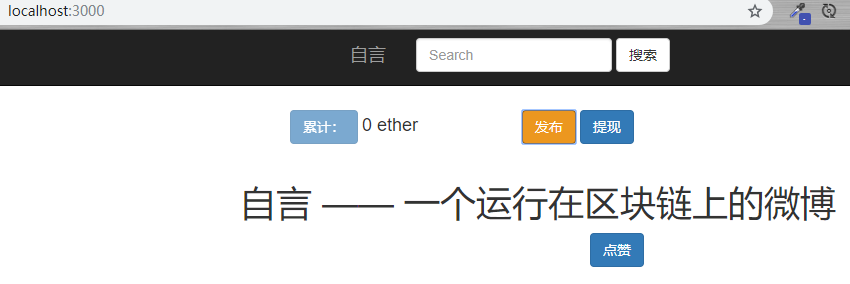 localhost:3000
自言 Search 搜索
累计： 0 ether 发布 提现
自言 —— 一个运行在区块链上的微博
点赞